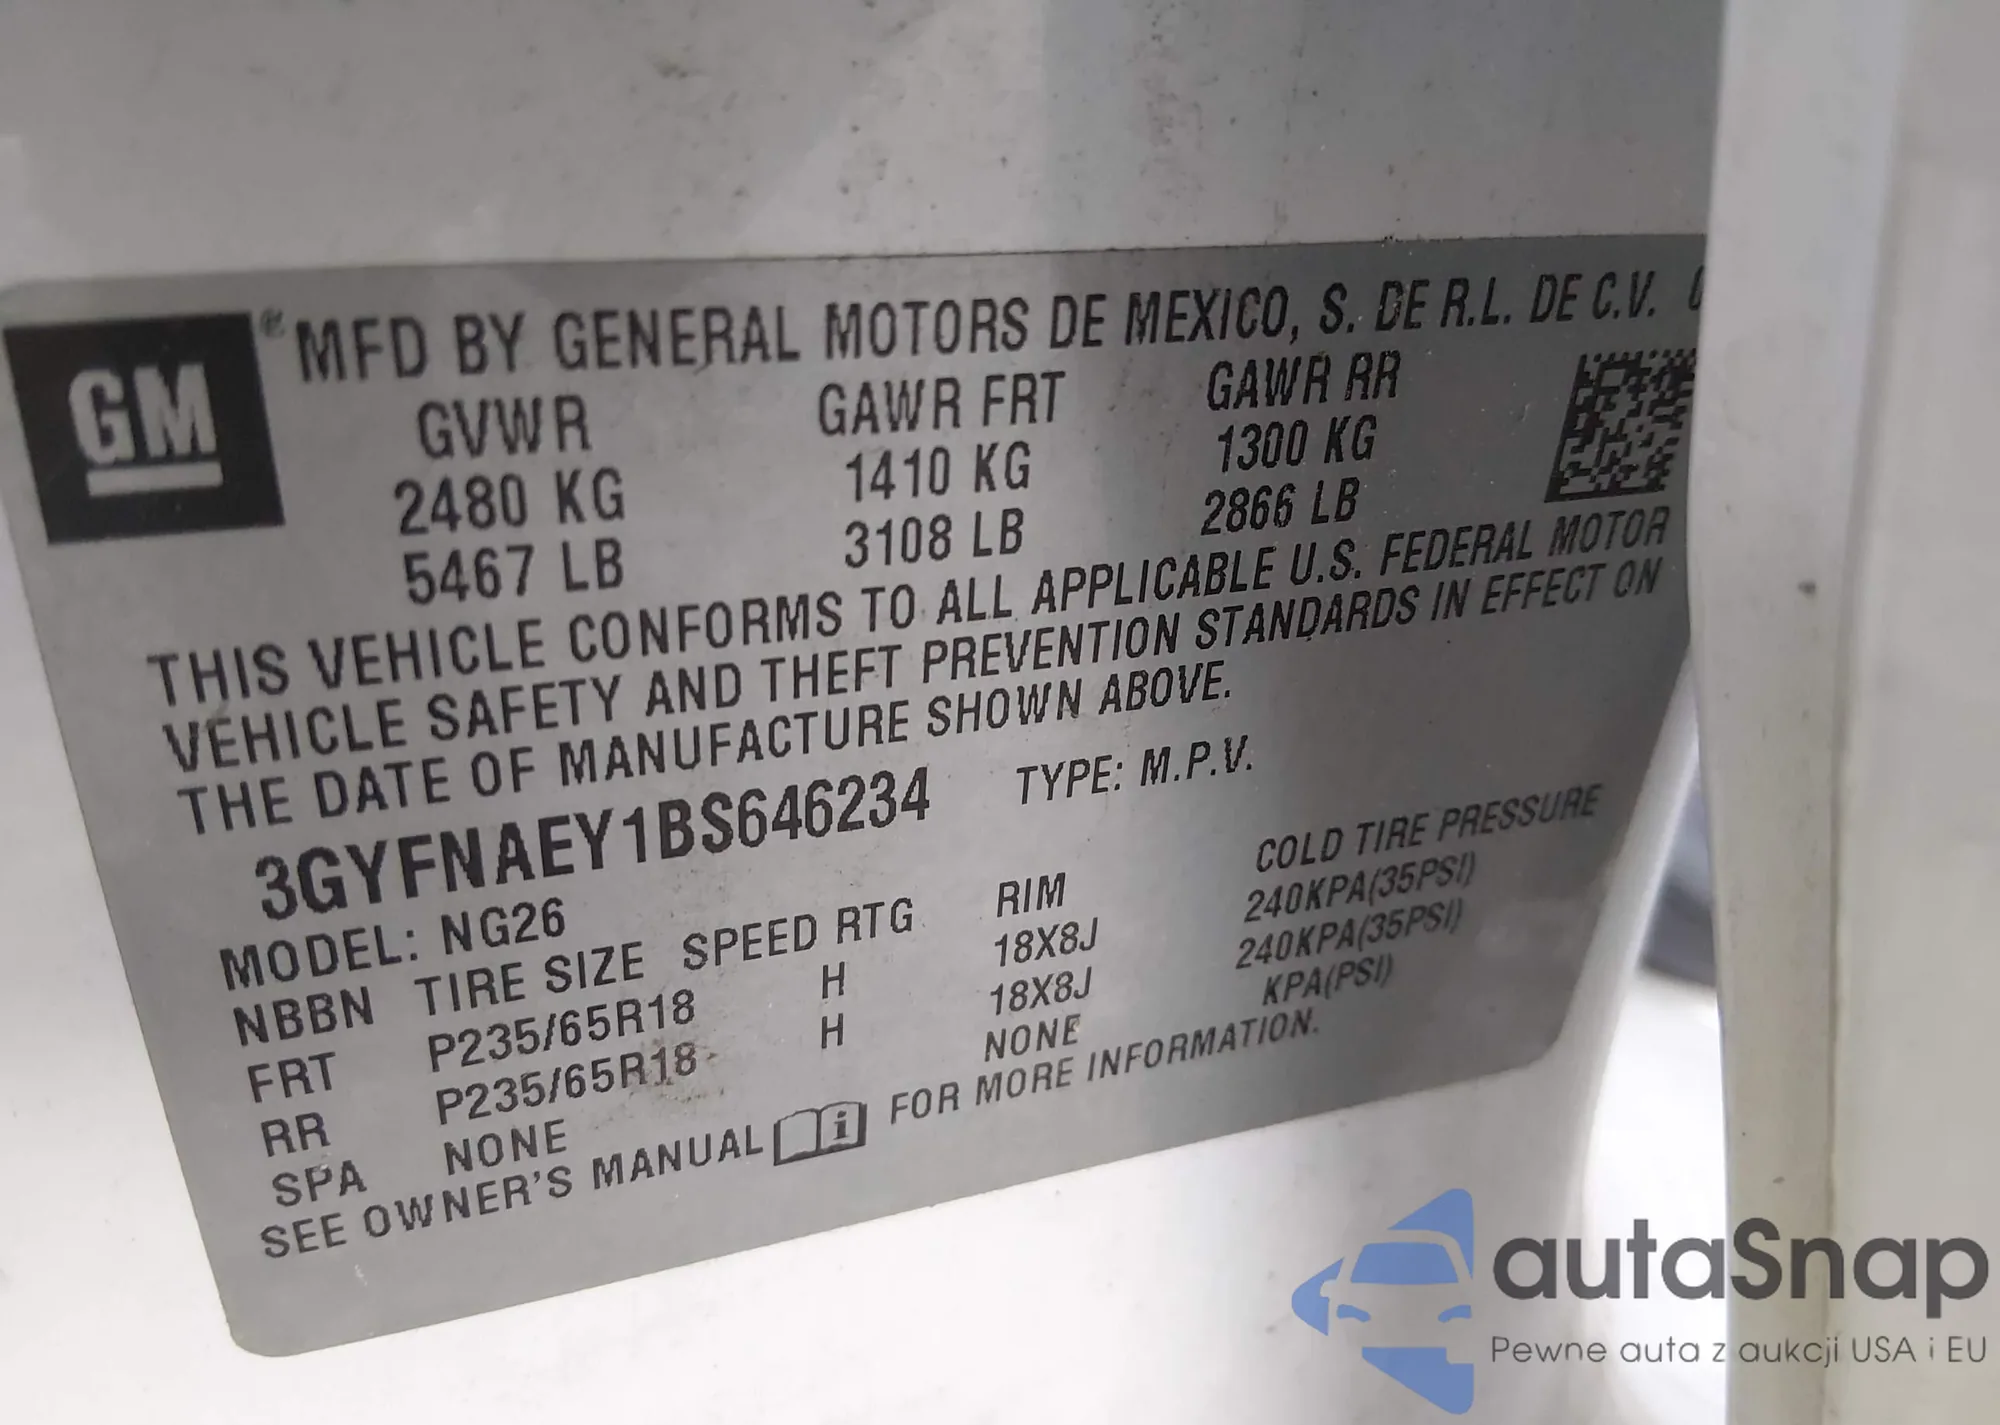 GM ® MFD BY GENERAL MOTORS DE MEXICO, S. DE R.L. DE C.V.
GVWR GAWR FRT GAWR RR
2480 KG 1410 KG 1300 KG
5467 LB 3108 LB 2866 LB
THIS VEHICLE CONFORMS TO ALL APPLICABLE U.S. FEDERAL MOTOR
VEHICLE SAFETY AND THEFT PREVENTION STANDARDS IN EFFECT ON
THE DATE OF MANUFACTURE SHOWN ABOVE.
3GYFNAEY1BS646234 TYPE: M.P.V.
MODEL: NG26
NBBN TIRE SIZE SPEED RTG RIM COLD TIRE PRESSURE
FRT P235/65R18 H 18X8J 240KPA(35PSI)
RR P235/65R18 H 18X8J 240KPA(35PSI)
SPA NONE NONE KPA(PSI)
SEE OWNER'S MANUAL i FOR MORE INFORMATION.
autaSnap
Pewne auta z aukcji USA i EU